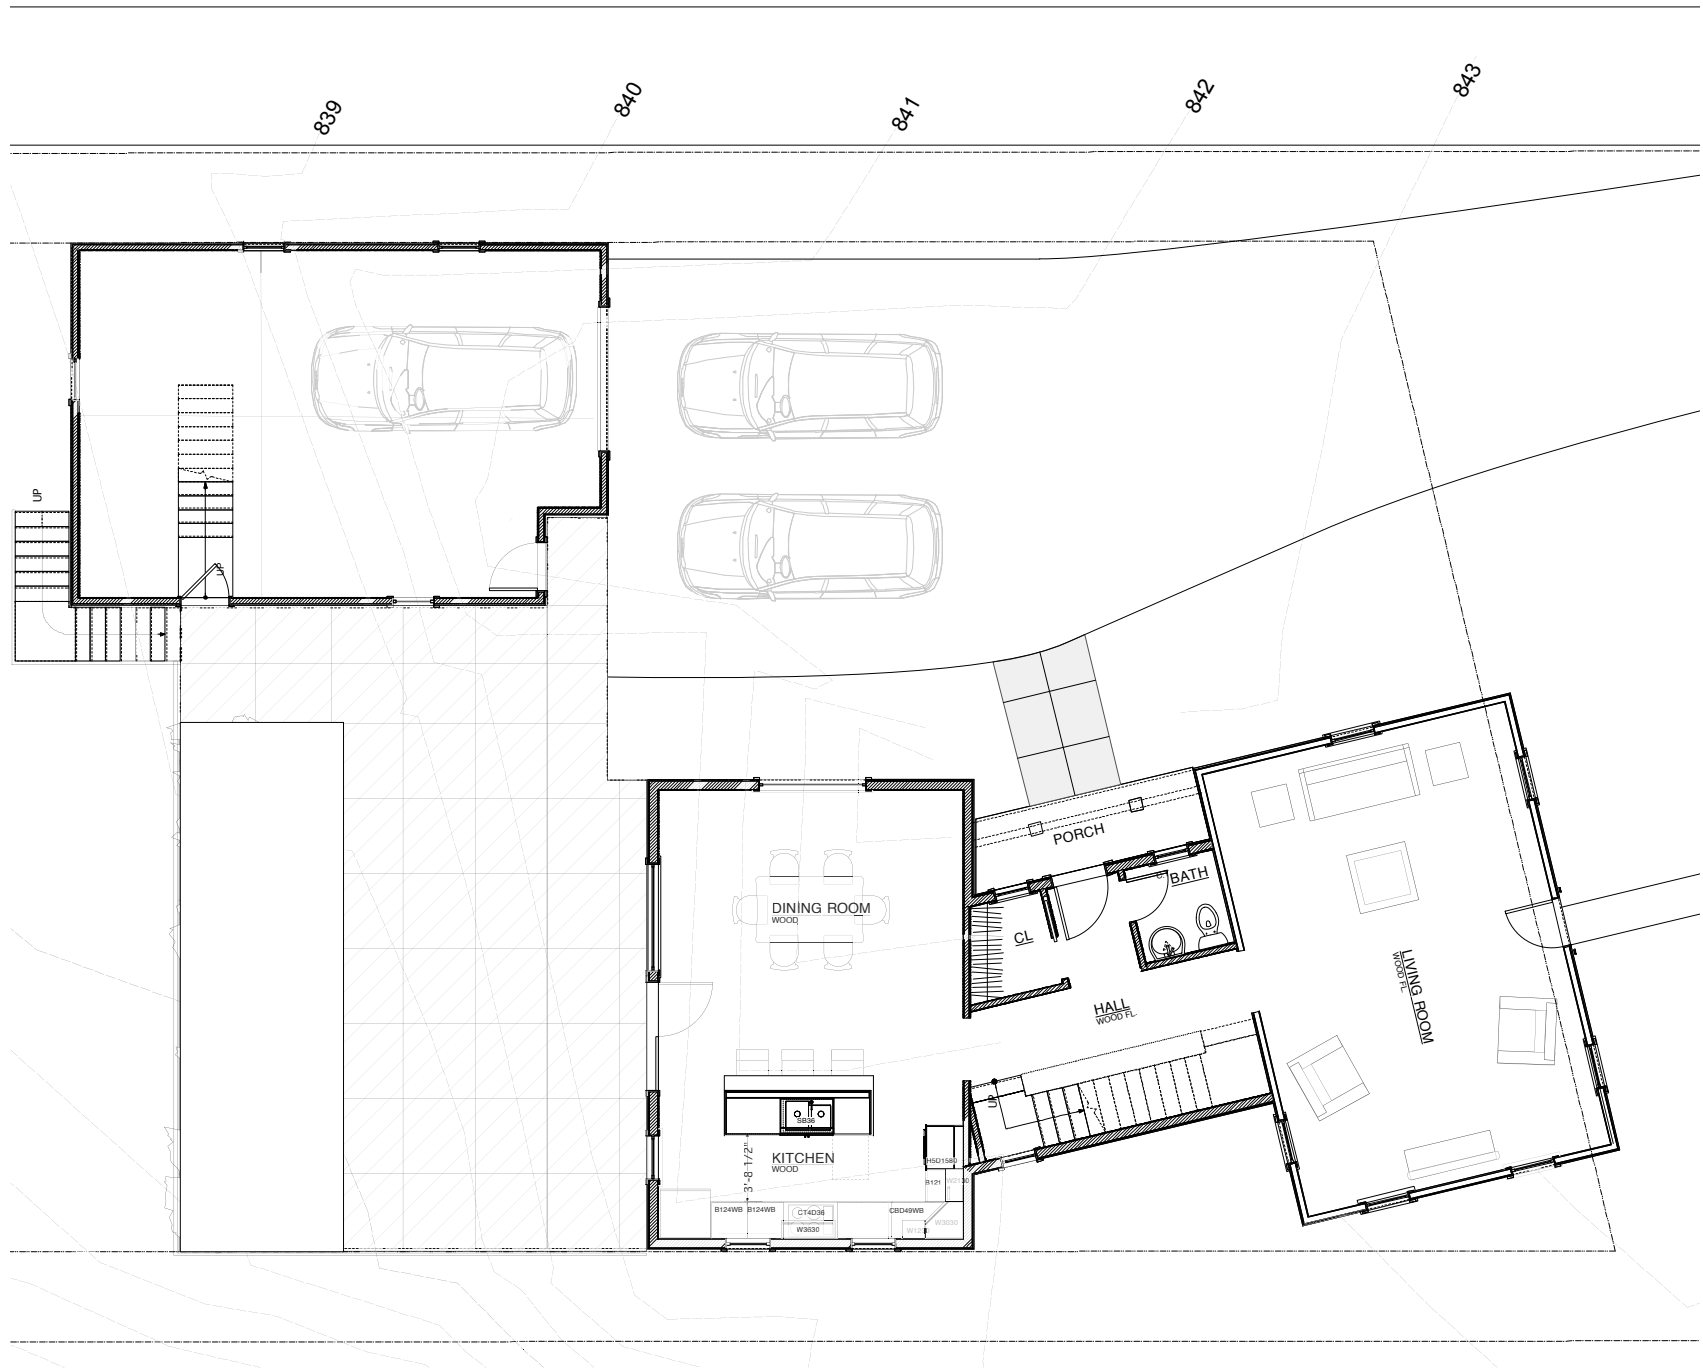 839
840
841
842
843
UP
UP
PORCH
BATH
DINING ROOM
WOOD
CL
LIVING ROOM
WOOD FL.
HALL
WOOD FL.
UP
SB36
3'-8 1/2"
KITCHEN
WOOD
H5D1580
B121
W2130
B124WB
B124WB
CT4D36
CBD49WB
W3630
W3030